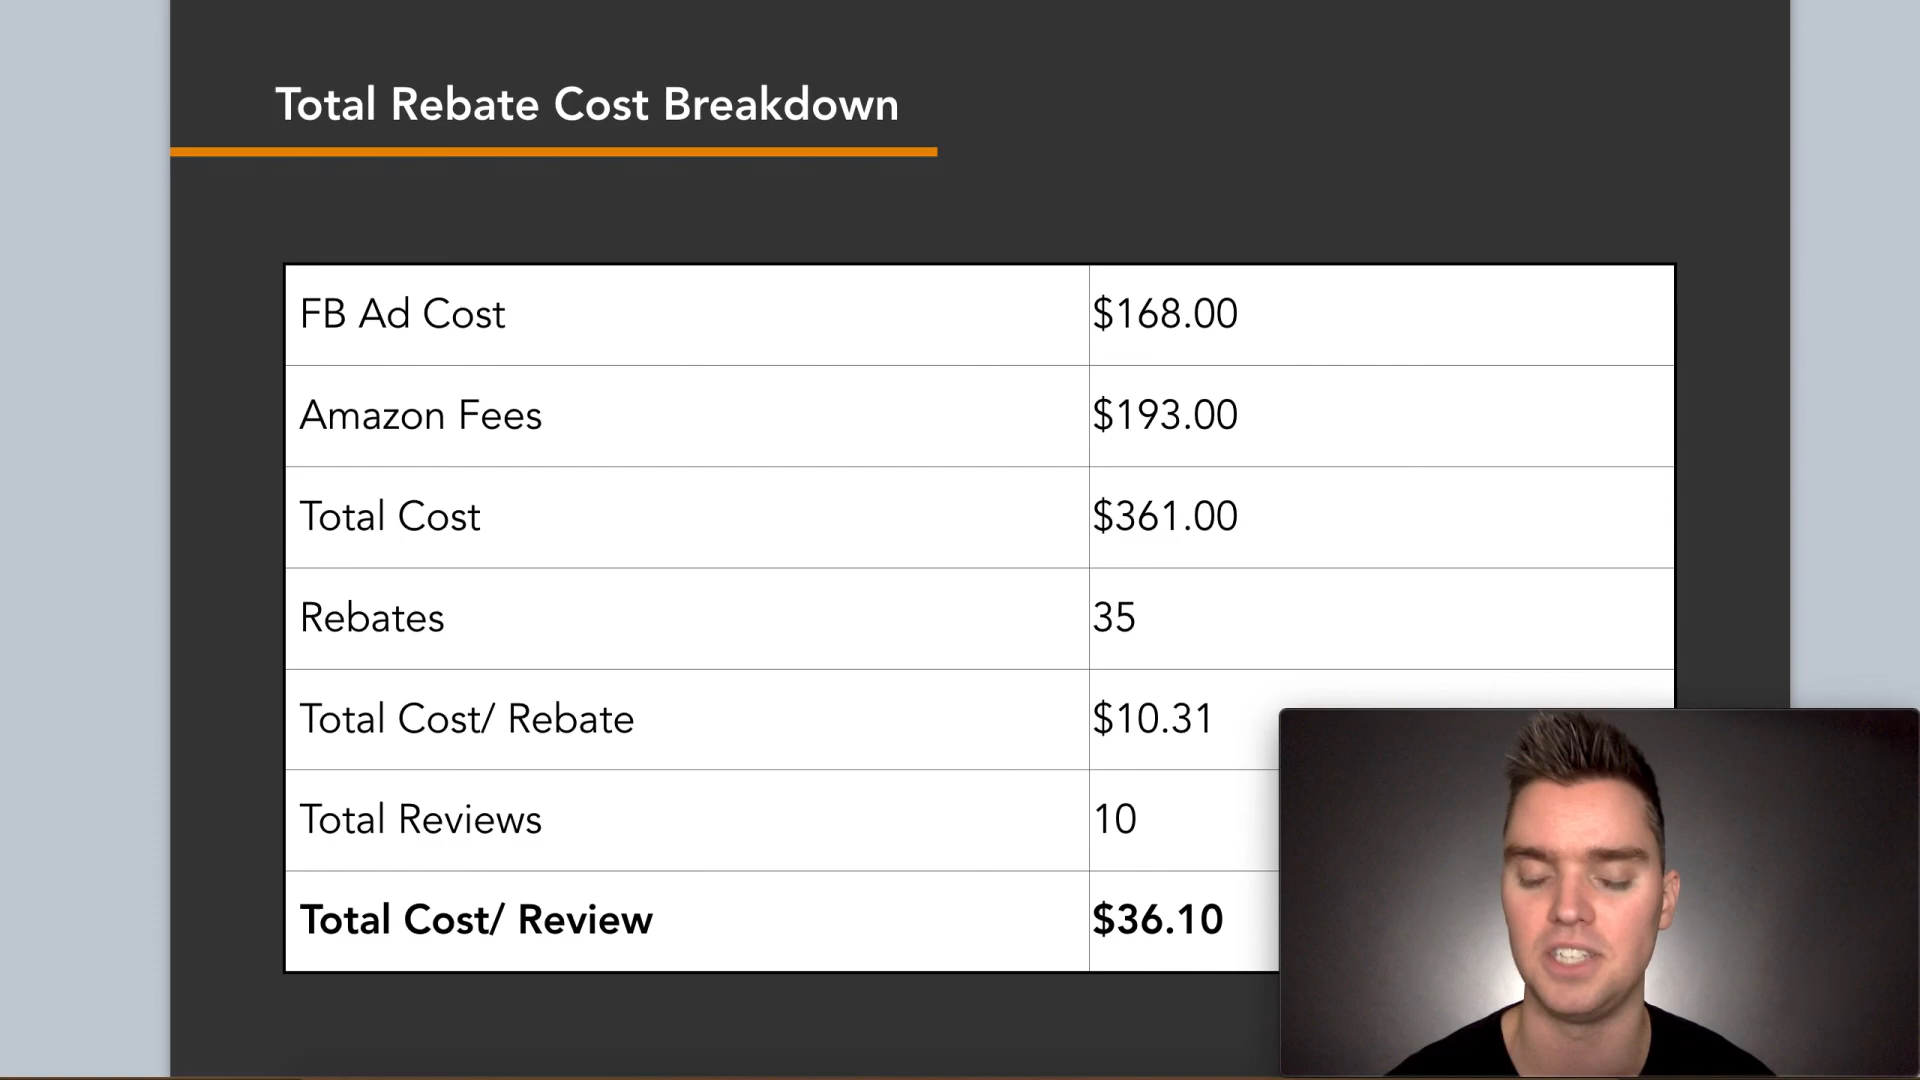 Total Rebate Cost Breakdown
FB Ad Cost $168.00
Amazon Fees $193.00
Total Cost $361.00
Rebates 35
Total Cost/ Rebate $10.31
Total Reviews 10
Total Cost/ Review $36.10